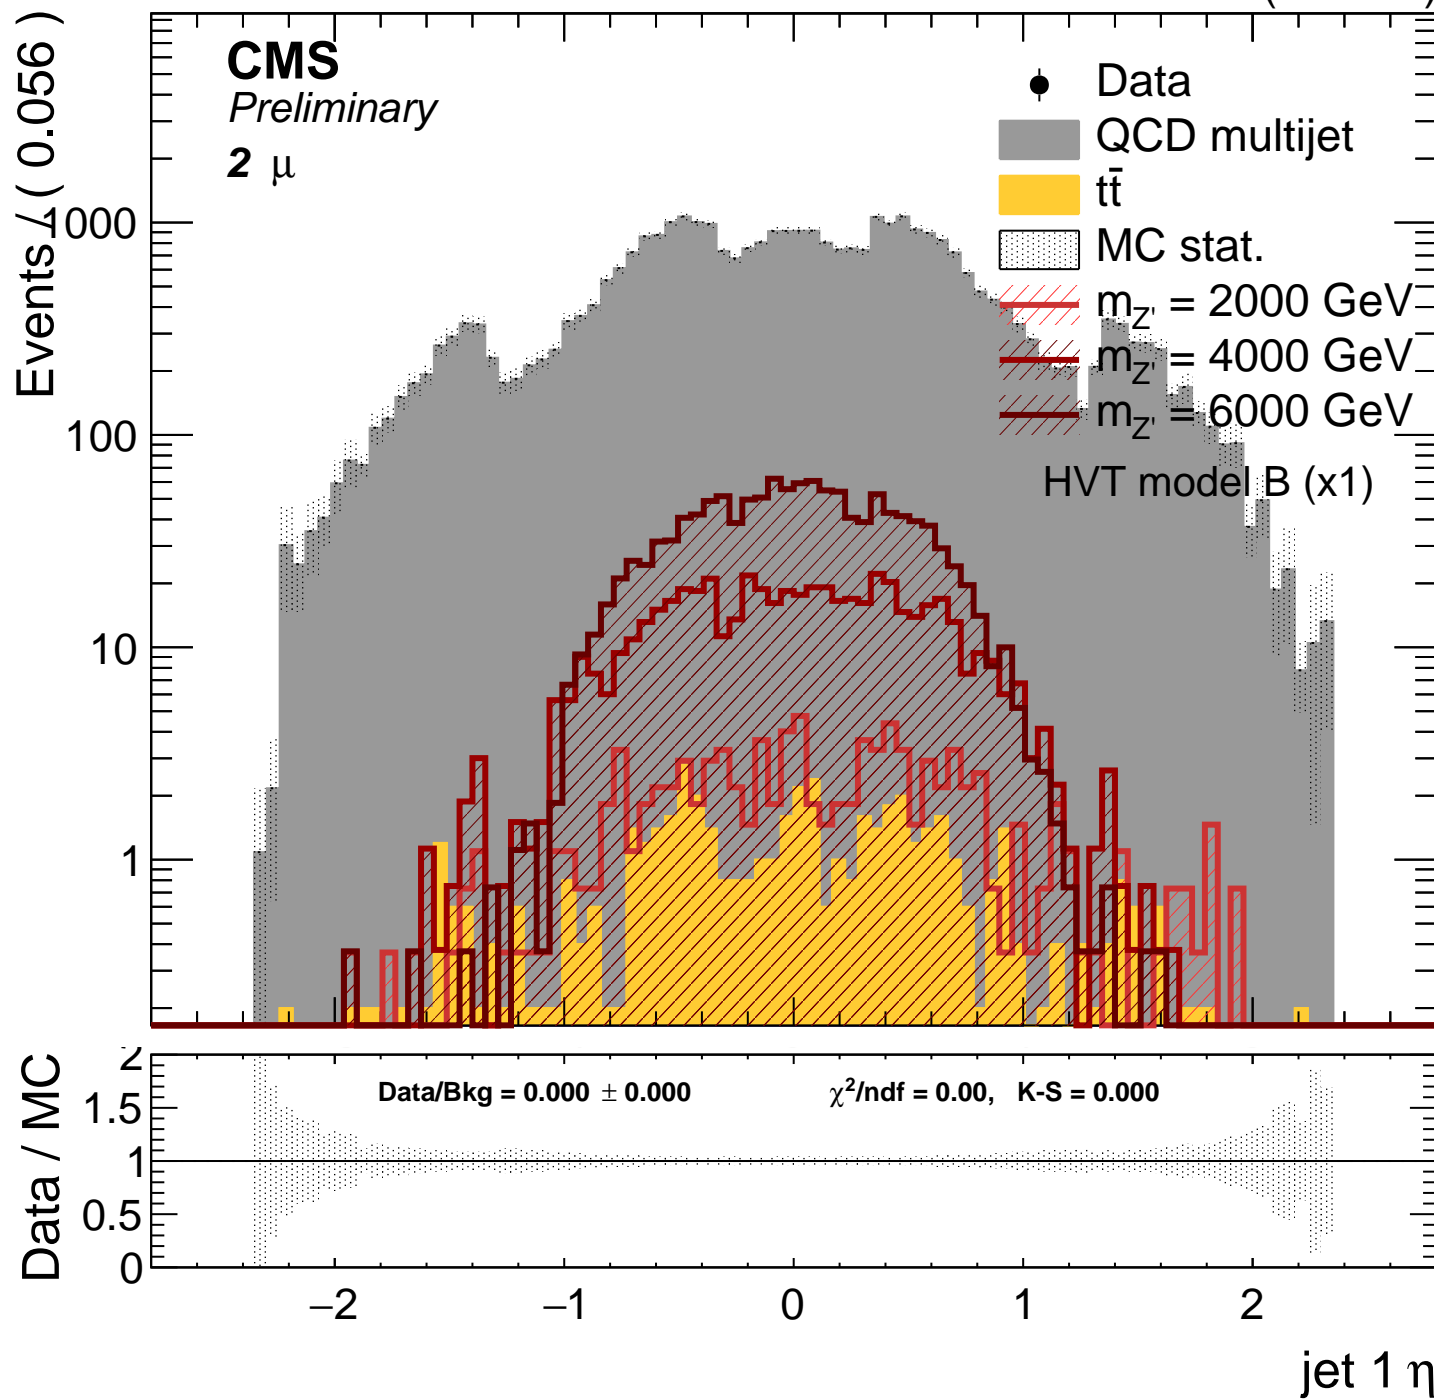 CMS
Preliminary
2 μ
Data
QCD multijet
tt̄
MC stat.
m_Z' = 2000 GeV
m_Z' = 4000 GeV
m_Z' = 6000 GeV
HVT model B (x1)
Events / ( 0.056 )
1000
100
10
1
Data / MC
2
1.5
1
0.5
0
Data/Bkg = 0.000 ± 0.000
χ²/ndf = 0.00, K-S = 0.000
−2 −1 0 1 2
jet 1 η